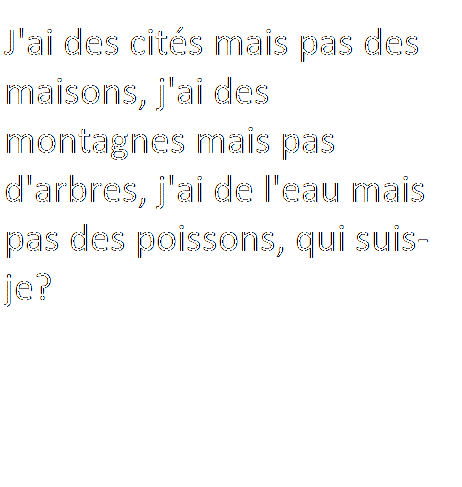 J'ai des cités mais pas des
maisons, j'ai des
montagnes mais pas
d'arbres, j'ai de l'eau mais
pas des poissons, qui suis-
je?